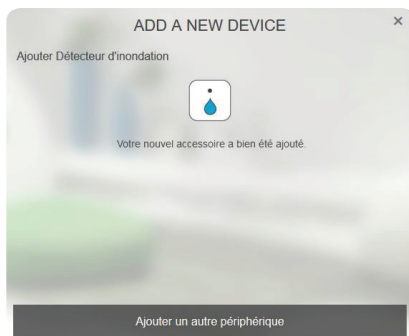 ADD A NEW DEVICE
×
Ajouter Détecteur d'inondation
Votre nouvel accessoire a bien été ajouté.
Ajouter un autre périphérique